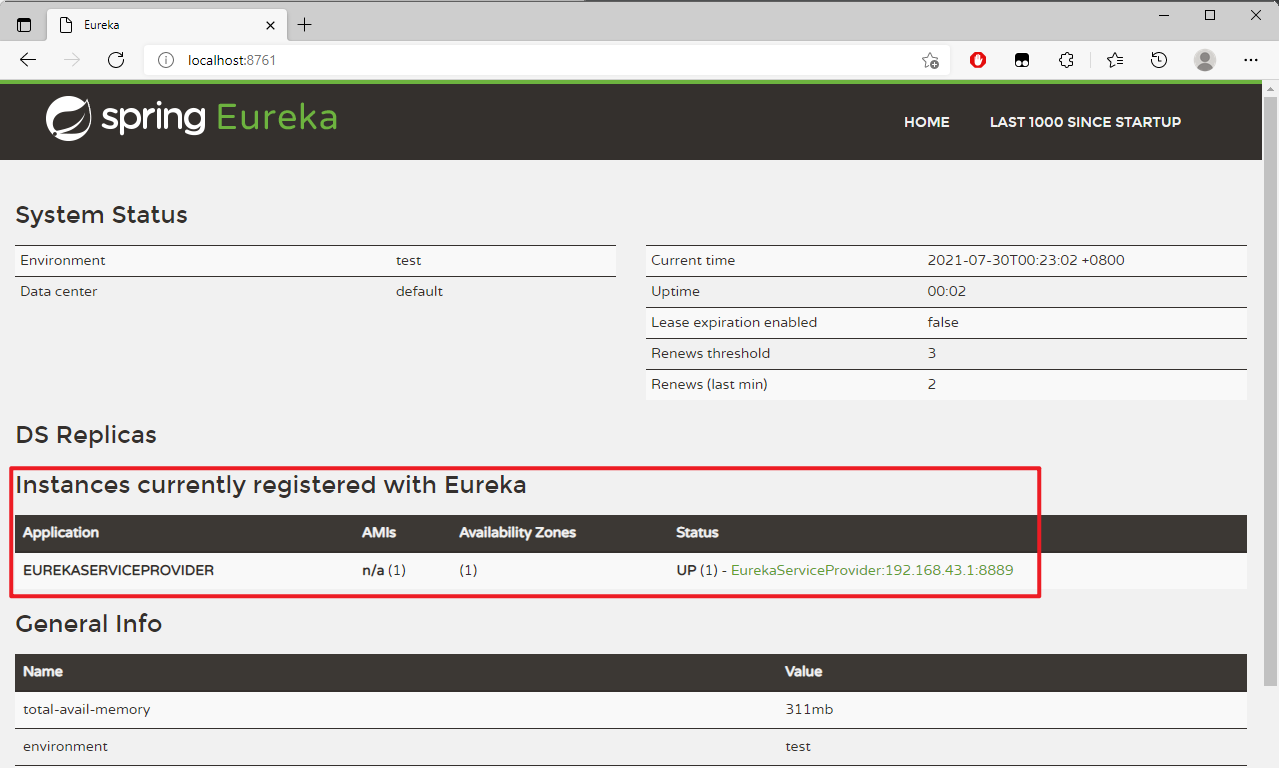 Eureka
localhost:8761
spring Eureka
HOME LAST 1000 SINCE STARTUP
System Status
Environment test
Data center default
Current time 2021-07-30T00:23:02 +0800
Uptime 00:02
Lease expiration enabled false
Renews threshold 3
Renews (last min) 2
DS Replicas
Instances currently registered with Eureka
Application AMIs Availability Zones Status
EUREKASERVICEPROVIDER n/a (1) (1) UP (1) - EurekaServiceProvider:192.168.43.1:8889
General Info
Name Value
total-avail-memory 311mb
environment test